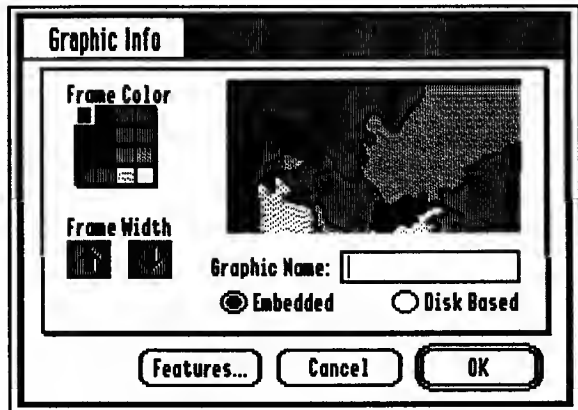 Graphic Info
Frame Color
Frame Width
Graphic Name:
Embedded Disk Based
Features... Cancel OK